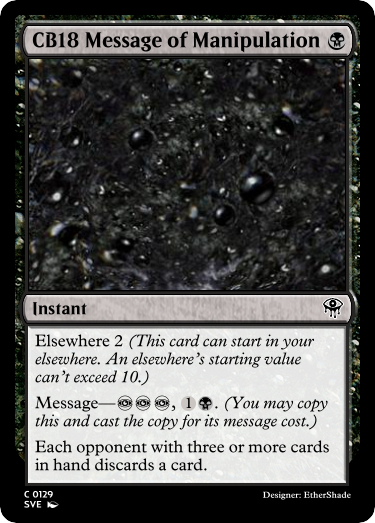 CB18 Message of Manipulation
Instant
Elsewhere 2 (This card can start in your
elsewhere. An elsewhere's starting value
can't exceed 10.)
Message—, 1. (You may copy
this and cast the copy for its message cost.)
Each opponent with three or more cards
in hand discards a card.
C 0129
Designer: EtherShade
SVE